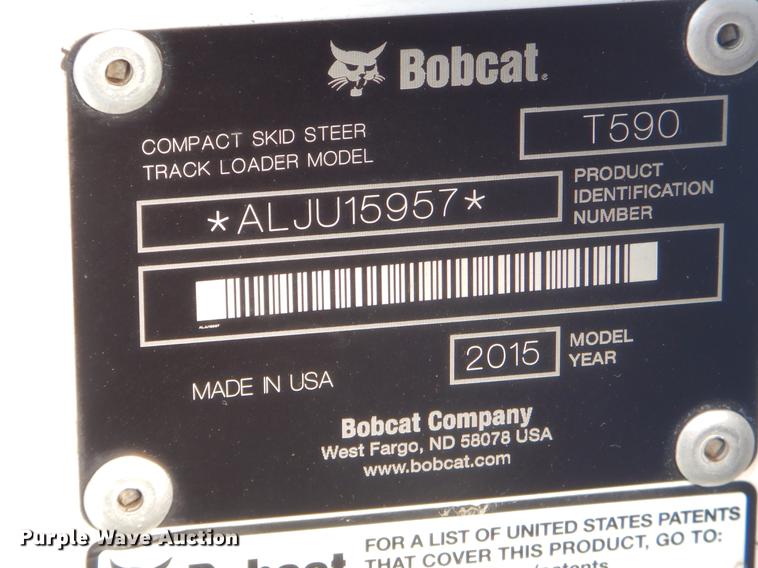 Bobcat®
COMPACT SKID STEER
TRACK LOADER MODEL
T590
*ALJU15957*
PRODUCT
IDENTIFICATION
NUMBER
ALJU15957
2015
MODEL
YEAR
MADE IN USA
Bobcat Company
West Fargo, ND 58078 USA
www.bobcat.com
Purple Wave Auction
Bobcat
FOR A LIST OF UNITED STATES PATENTS
THAT COVER THIS PRODUCT, GO TO: